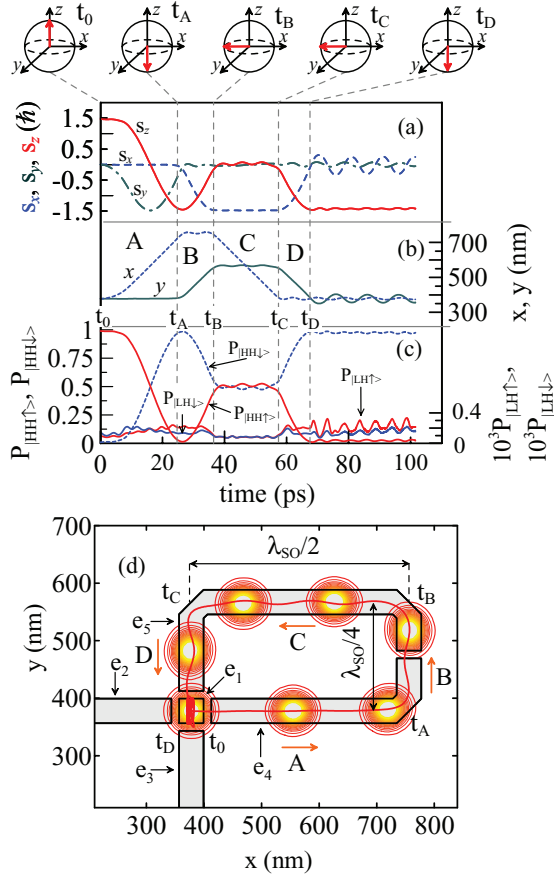 t0 tA tB tC tD
z z z z z
x x x x x
y y y y y
sx, sy, sz (ħ)
1.5
0.5
-0.5
-1.5
sz
sx
sy
(a)
A B C D
x y
(b)
700
500
300
x, y (nm)
t0 tA tB tC tD
P|HH↑>, P|HH↓>
1
0.75
0.5
0.25
0
(c)
P|HH↓>
P|LH↓> P|HH↑>
P|LH↑>
0.4
0
10³P|LH↑>,
10³P|LH↓>
0 20 40 60 80 100
time (ps)
700
600
500
400
300
y (nm)
(d)
λSO/2
tC tB
e5
D C
λSO/4
B
e2 e1
tA
tD t0
A
e3 e4
300 400 500 600 700 800
x (nm)